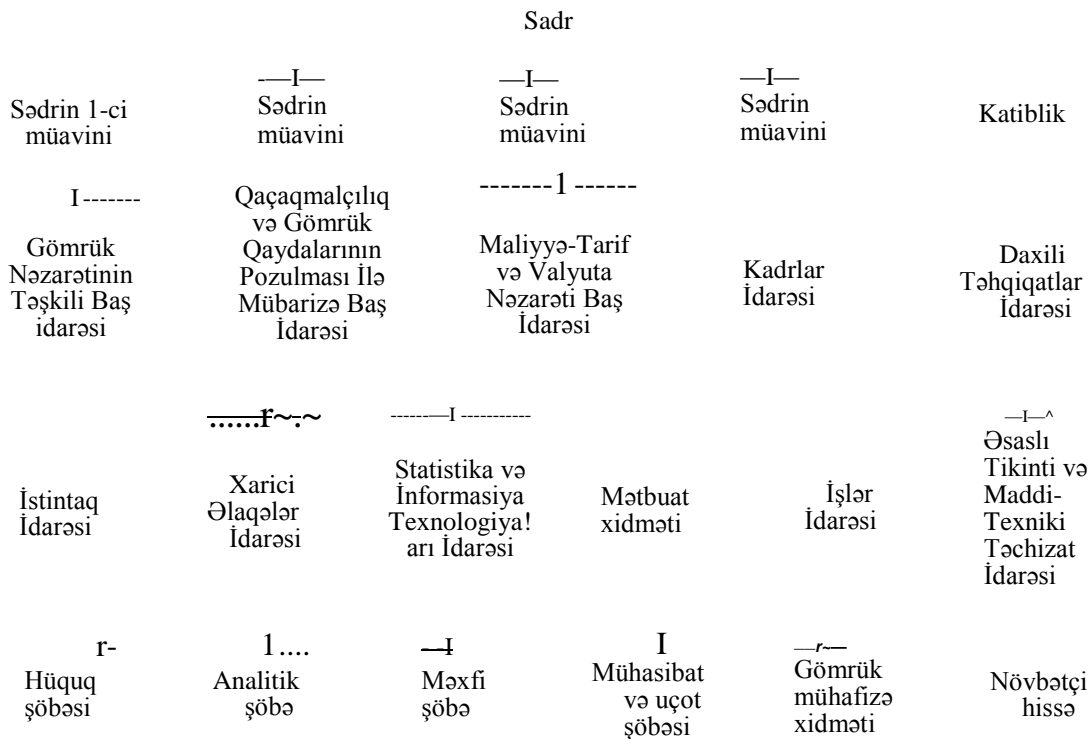 Sadr
-—I—
—I—
—I—
Sədrin 1-ci
müavini
Sədrin
müavini
Sədrin
müavini
Sədrin
müavini
Katiblik
I -------
-------1 ------
Gömrük
Nəzarətinin
Təşkili Baş
idarəsi
Qaçaqmalçılıq
və Gömrük
Qaydalarının
Pozulması İlə
Mübarizə Baş
İdarəsi
Maliyyə-Tarif
və Valyuta
Nəzarəti Baş
İdarəsi
Kadrlar
İdarəsi
Daxili
Təhqiqatlar
İdarəsi
......r~.~
------—I -----------
—I—^
İstintaq
İdarəsi
Xarici
Əlaqələr
İdarəsi
Statistika və
İnformasiya
Texnologiya!
arı İdarəsi
Mətbuat
xidməti
İşlər
İdarəsi
Əsaslı
Tikinti və
Maddi-
Texniki
Təchizat
İdarəsi
r-
1....
—I
I
—r~—
Hüquq
şöbəsi
Analitik
şöbə
Məxfi
şöbə
Mühasibat
və uçot
şöbəsi
Gömrük
mühafizə
xidməti
Növbətçi
hissə